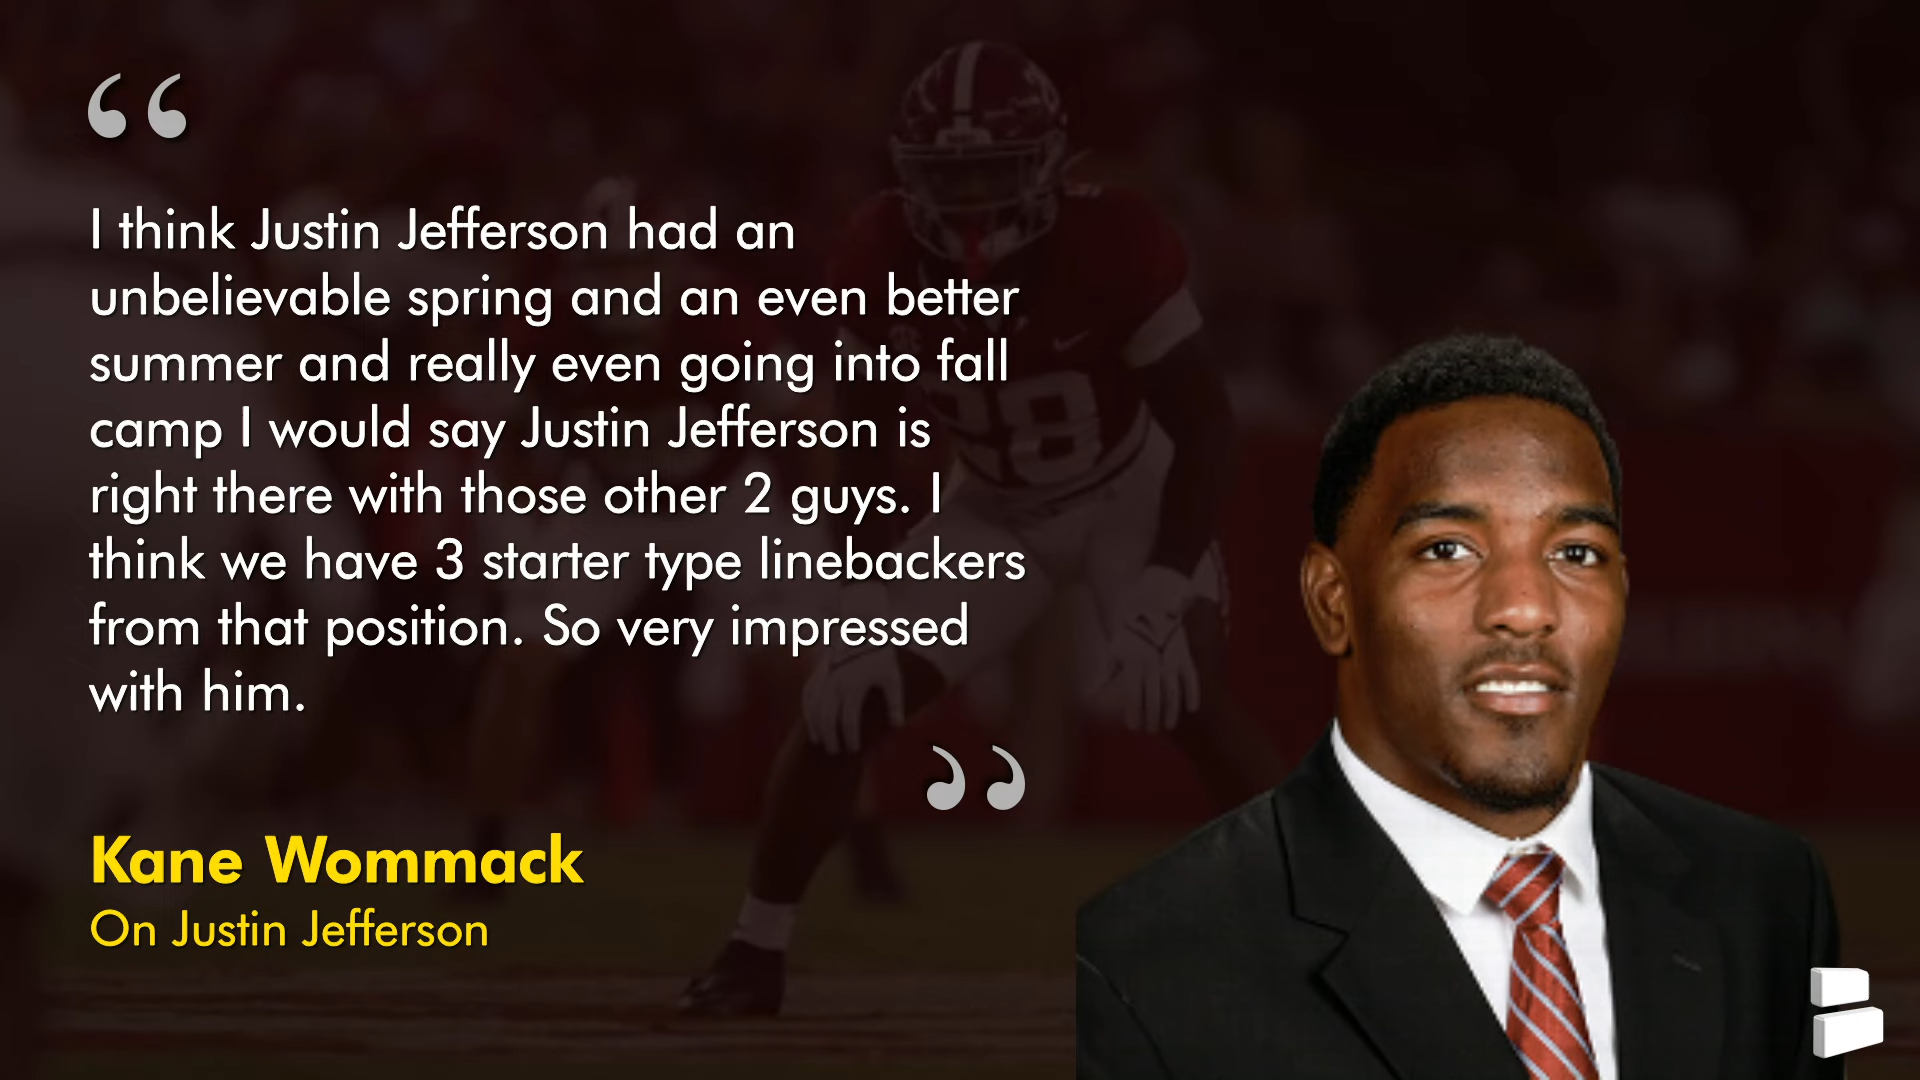 “
I think Justin Jefferson had an
unbelievable spring and an even better
summer and really even going into fall
camp I would say Justin Jefferson is
right there with those other 2 guys. I
think we have 3 starter type linebackers
from that position. So very impressed
with him.
”
Kane Wommack
On Justin Jefferson
28